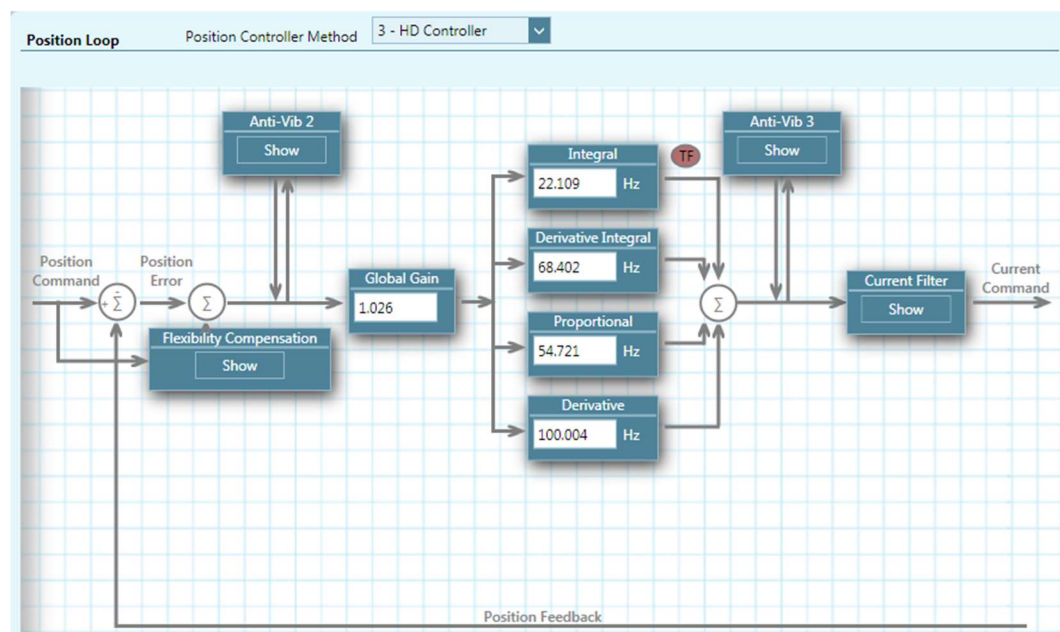 Position Loop
Position Controller Method
3 - HD Controller
Anti-Vib 2
Show
Anti-Vib 3
Show
Integral
22.109 Hz
TF
Derivative Integral
68.402 Hz
Position
Command
Position
Error
+
-
Σ
Σ
Global Gain
1.026
Σ
Current Filter
Show
Current
Command
Proportional
54.721 Hz
Flexibility Compensation
Show
Derivative
100.004 Hz
Position Feedback